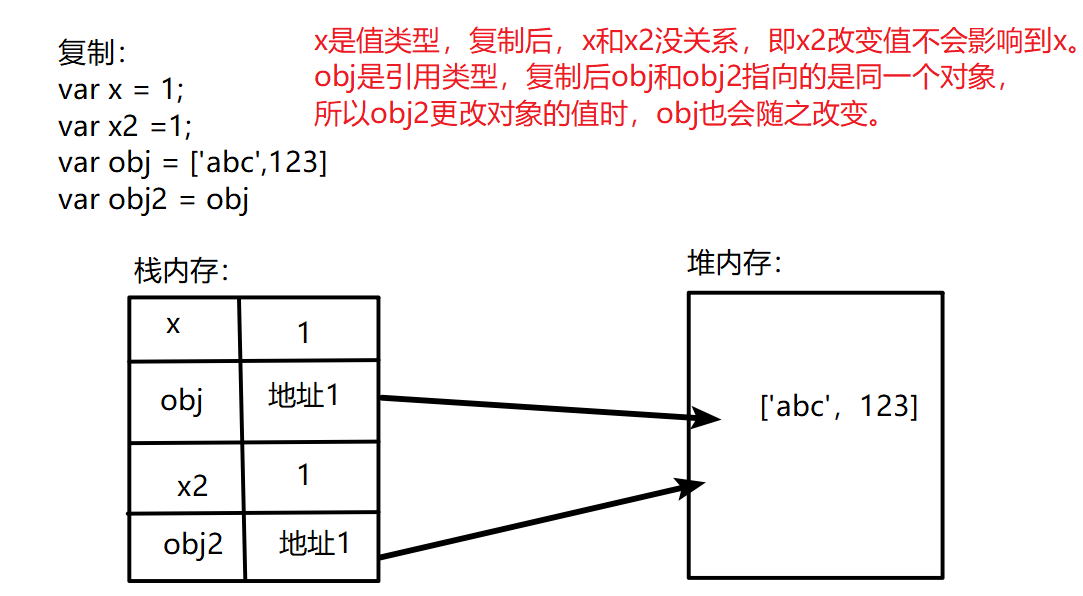 复制：
var x = 1;
var x2 =1;
var obj = ['abc',123]
var obj2 = obj
x是值类型，复制后，x和x2没关系，即x2改变值不会影响到x。
obj是引用类型，复制后obj和obj2指向的是同一个对象，
所以obj2更改对象的值时，obj也会随之改变。
栈内存：
x 1
obj 地址1
x2 1
obj2 地址1
堆内存：
['abc'，123]